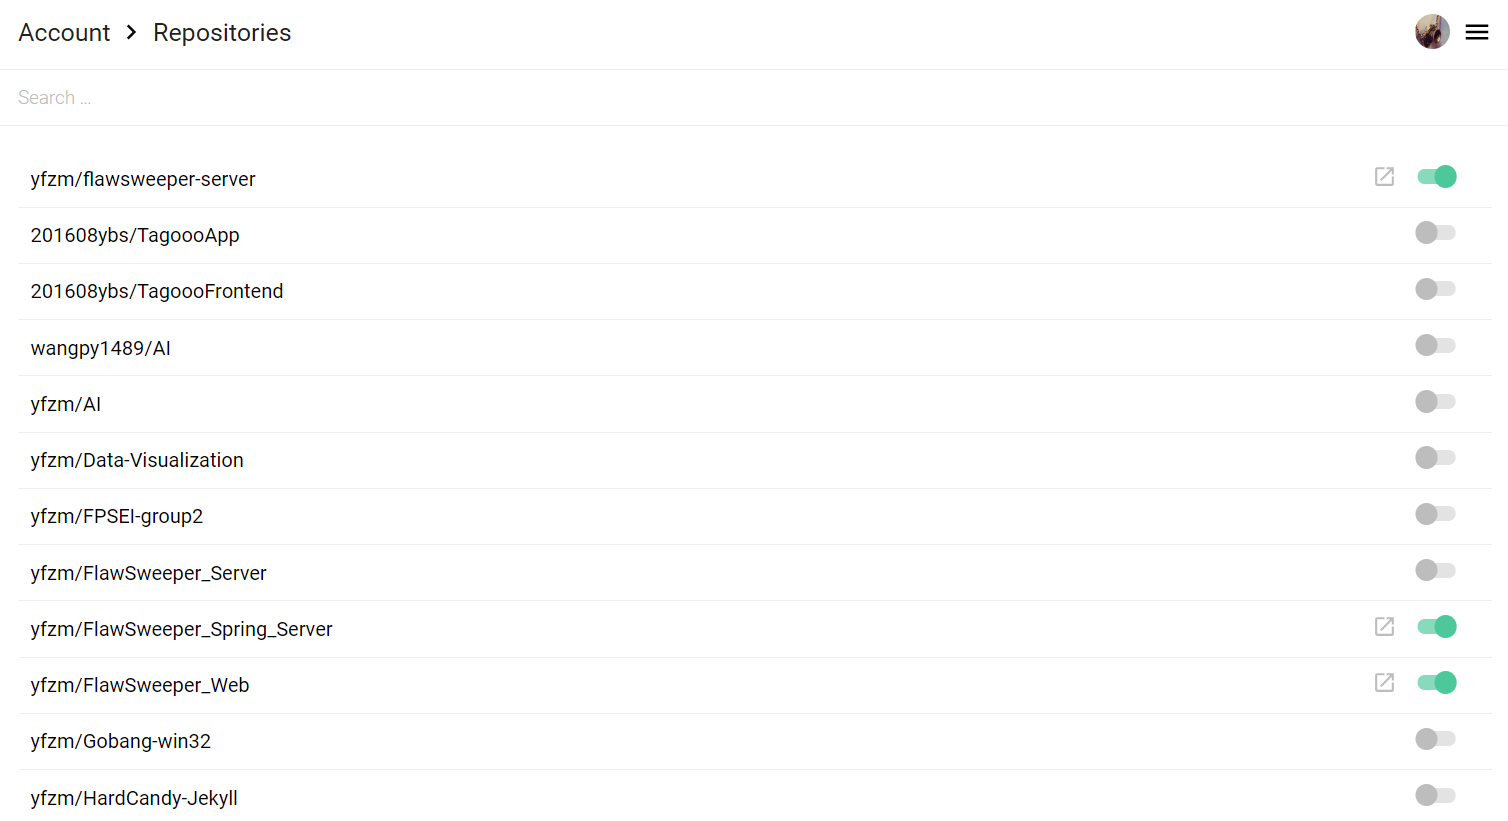 Account > Repositories
Search ...
yfzm/flawsweeper-server
201608ybs/TagoooApp
201608ybs/TagoooFrontend
wangpy1489/AI
yfzm/AI
yfzm/Data-Visualization
yfzm/FPSEI-group2
yfzm/FlawSweeper_Server
yfzm/FlawSweeper_Spring_Server
yfzm/FlawSweeper_Web
yfzm/Gobang-win32
yfzm/HardCandy-Jekyll